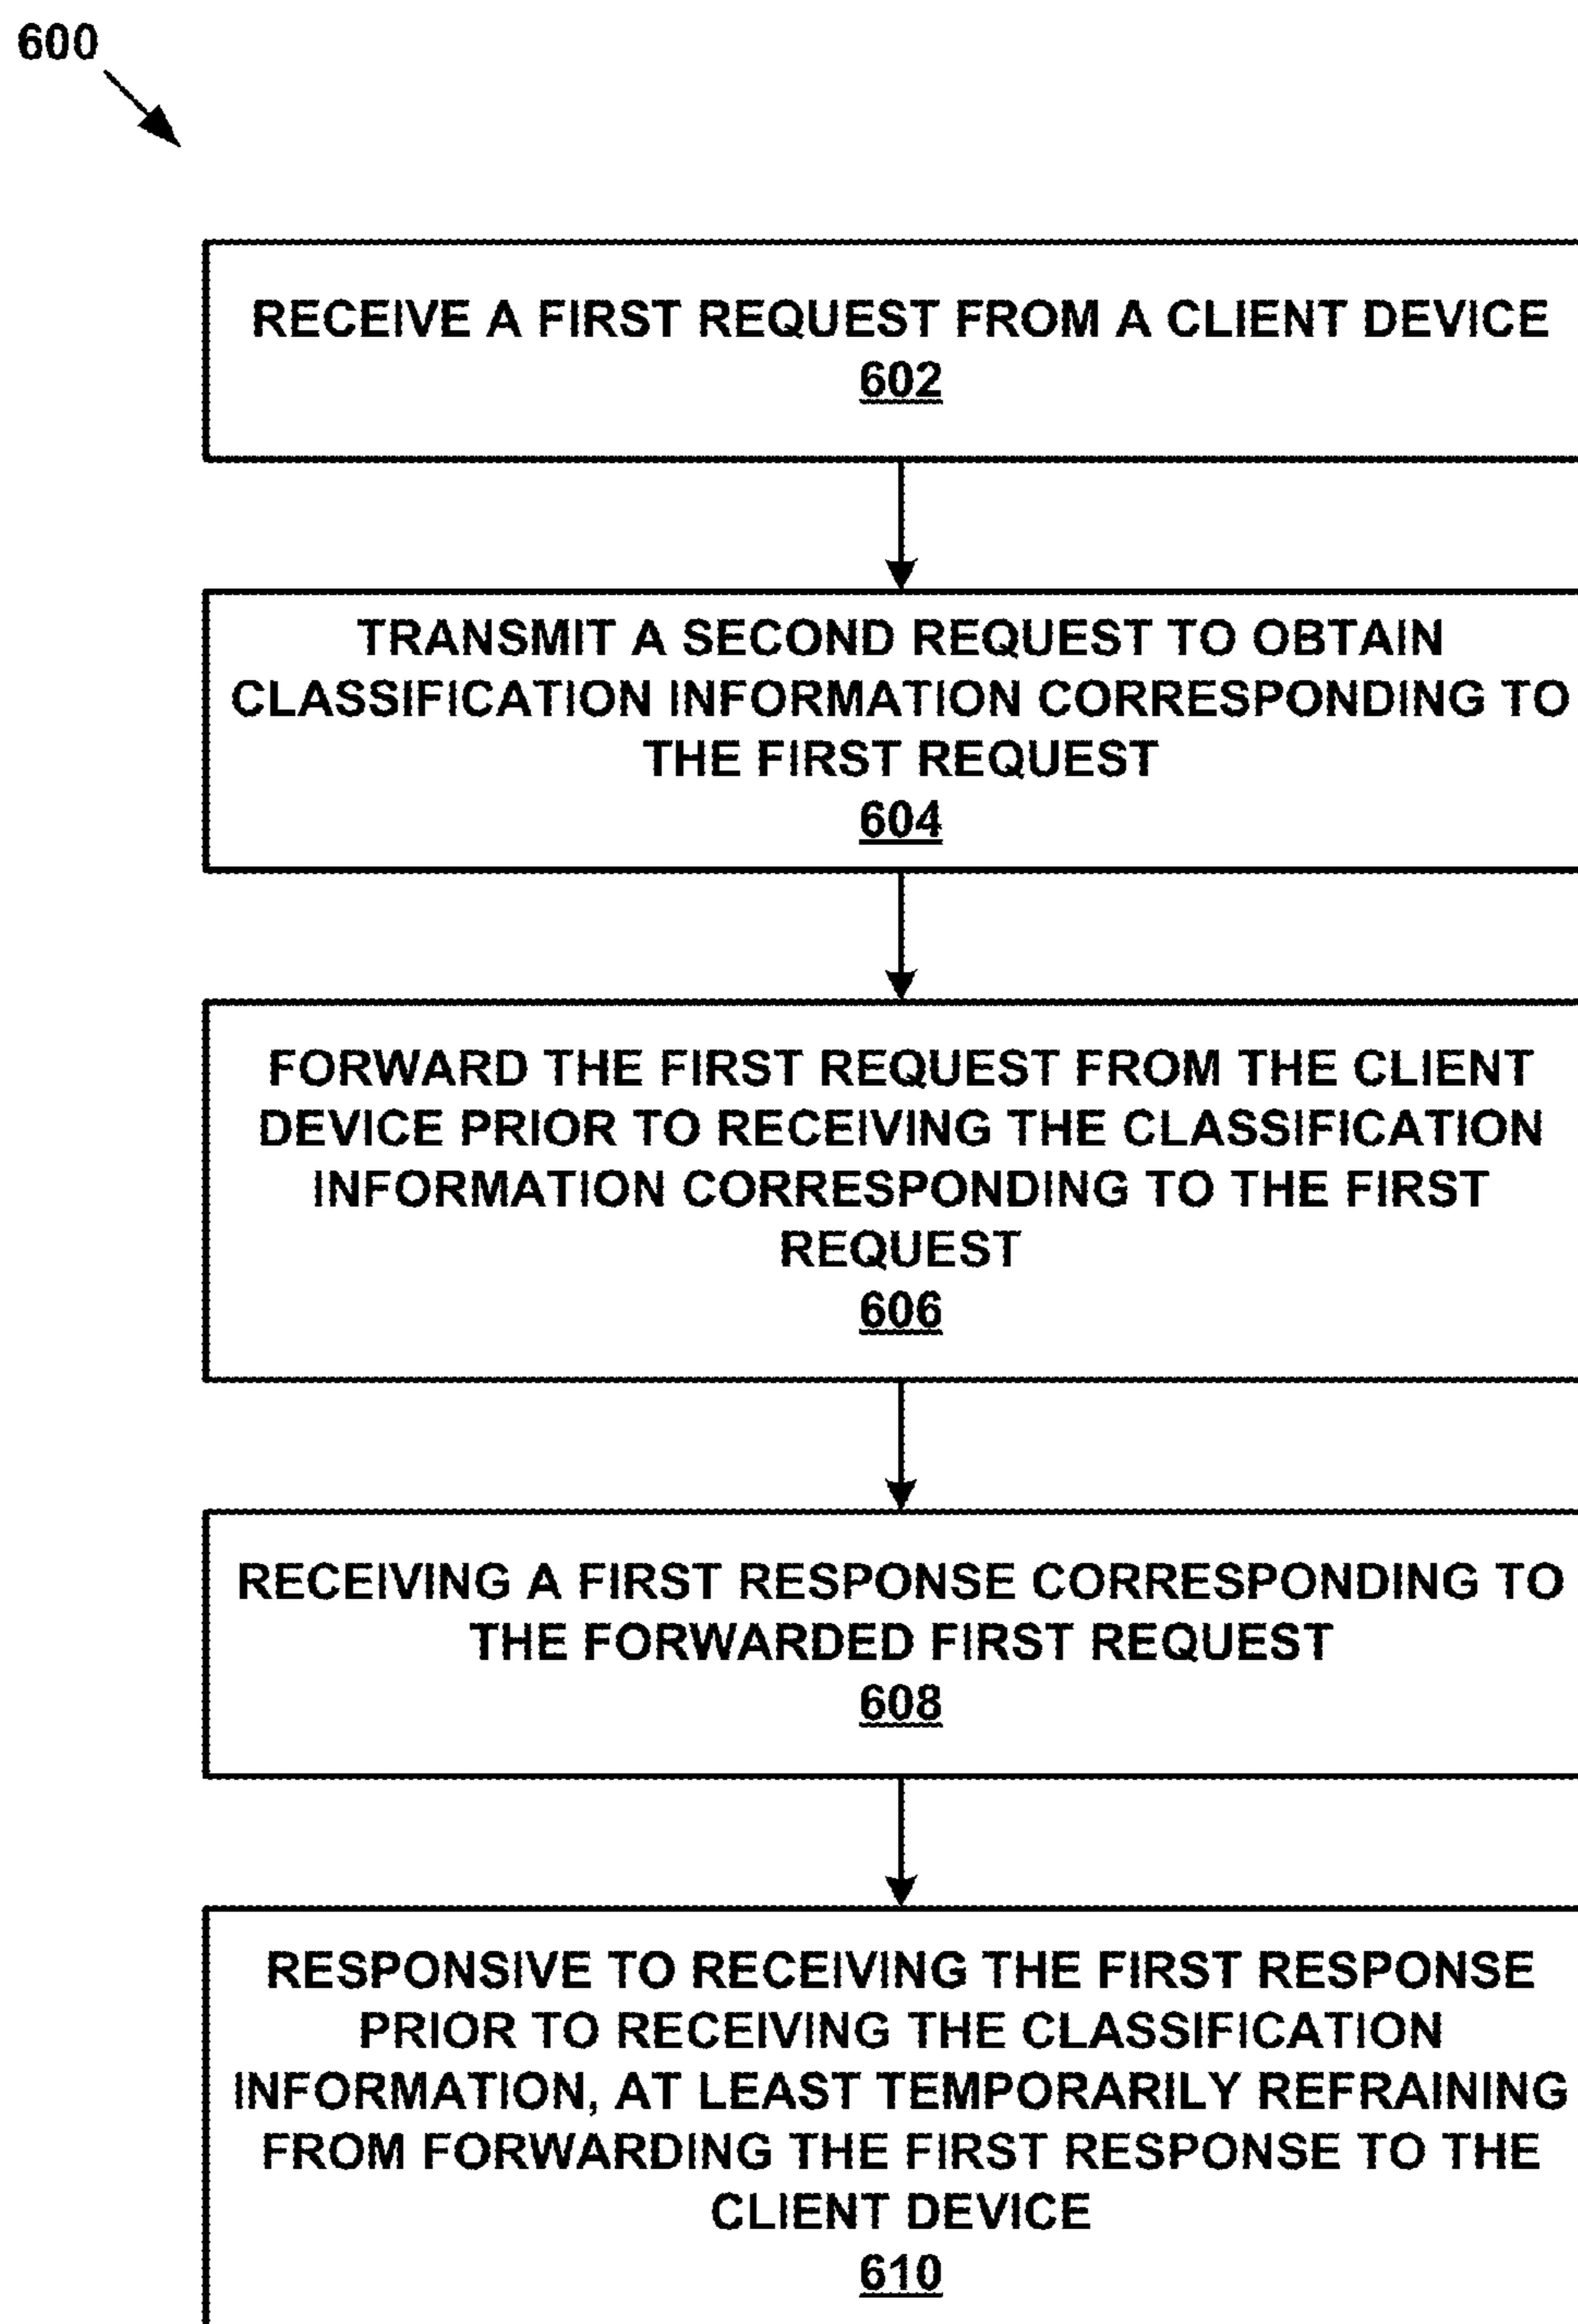 600
RECEIVE A FIRST REQUEST FROM A CLIENT DEVICE
602
TRANSMIT A SECOND REQUEST TO OBTAIN
CLASSIFICATION INFORMATION CORRESPONDING TO
THE FIRST REQUEST
604
FORWARD THE FIRST REQUEST FROM THE CLIENT
DEVICE PRIOR TO RECEIVING THE CLASSIFICATION
INFORMATION CORRESPONDING TO THE FIRST
REQUEST
606
RECEIVING A FIRST RESPONSE CORRESPONDING TO
THE FORWARDED FIRST REQUEST
608
RESPONSIVE TO RECEIVING THE FIRST RESPONSE
PRIOR TO RECEIVING THE CLASSIFICATION
INFORMATION, AT LEAST TEMPORARILY REFRAINING
FROM FORWARDING THE FIRST RESPONSE TO THE
CLIENT DEVICE
610